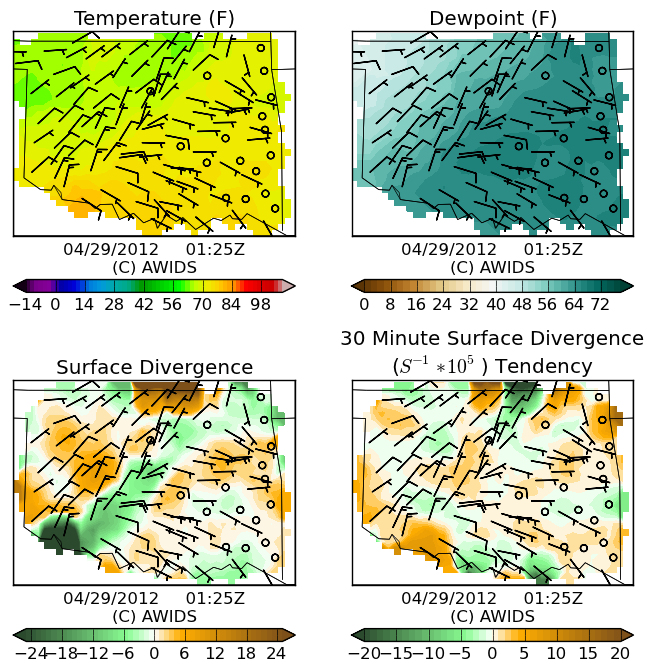 Temperature (F)
Dewpoint (F)
04/29/2012 01:25Z
(C) AWIDS
04/29/2012 01:25Z
(C) AWIDS
−14 0 14 28 42 56 70 84 98
0 8 16 24 32 40 48 56 64 72
Surface Divergence
30 Minute Surface Divergence
(S⁻¹ *10⁵ ) Tendency
04/29/2012 01:25Z
(C) AWIDS
04/29/2012 01:25Z
(C) AWIDS
−24 −18 −12 −6 0 6 12 18 24
−20 −15 −10 −5 0 5 10 15 20